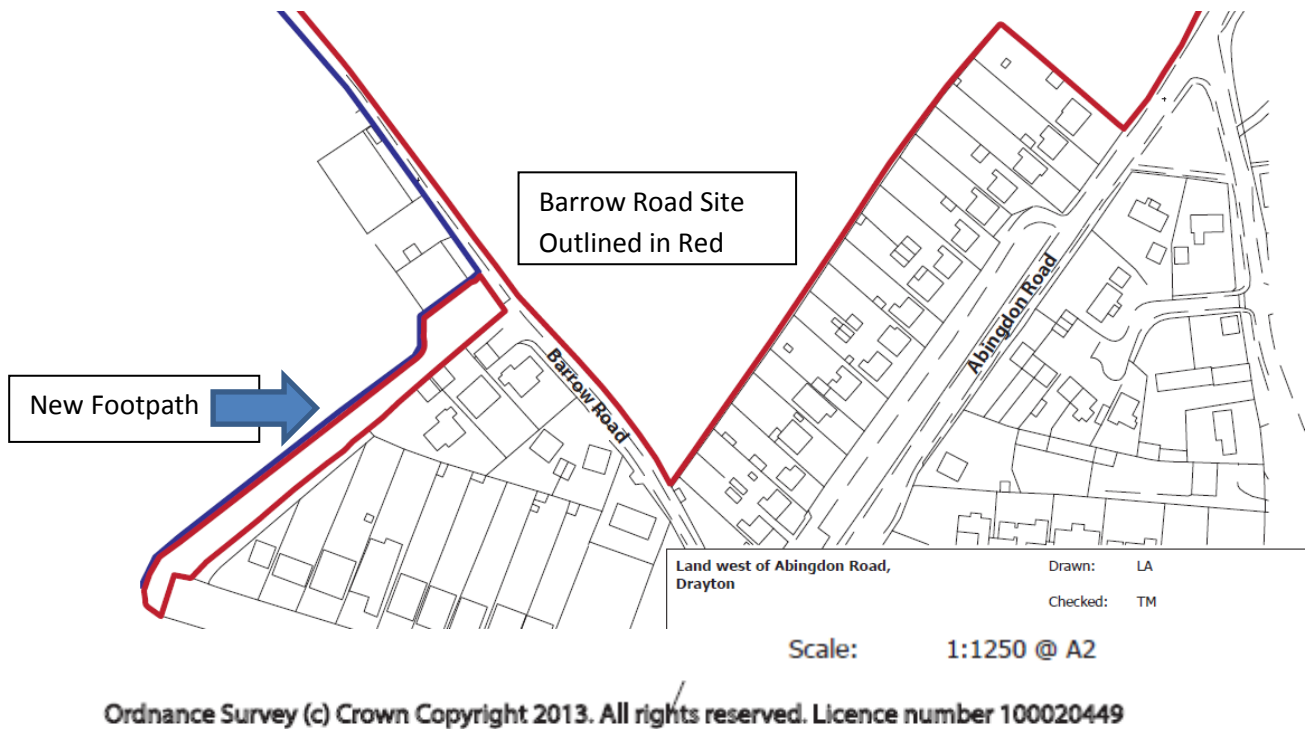 Barrow Road Site
Outlined in Red
Abingdon Road
Barrow Road
New Footpath
Land west of Abingdon Road,
Drayton
Drawn: LA
Checked: TM
Scale: 1:1250 @ A2
Ordnance Survey (c) Crown Copyright 2013. All rights reserved. Licence number 100020449